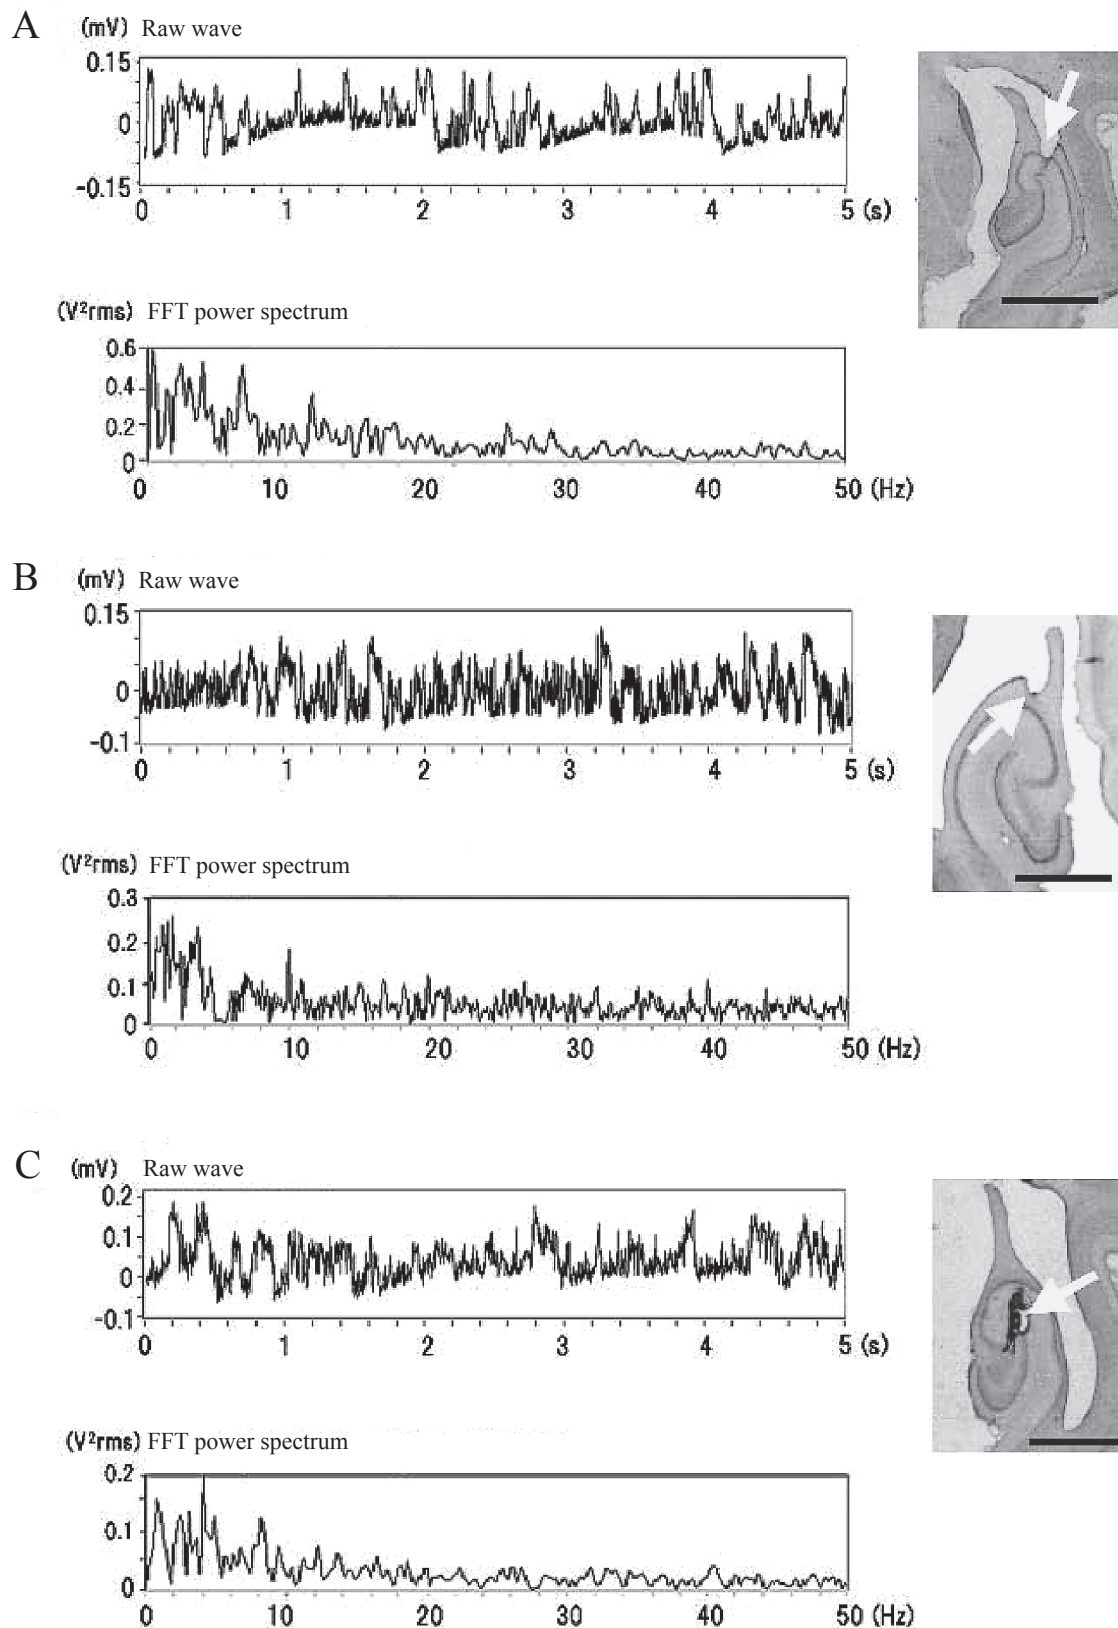 A (mV) Raw wave
0.15
0
-0.15
0 1 2 3 4 5 (s)
(V²rms) FFT power spectrum
0.6
0.4
0.2
0
0 10 20 30 40 50 (Hz)
B (mV) Raw wave
0.15
0
-0.1
0 1 2 3 4 5 (s)
(V²rms) FFT power spectrum
0.3
0.2
0.1
0
0 10 20 30 40 50 (Hz)
C (mV) Raw wave
0.2
0.1
0
-0.1
0 1 2 3 4 5 (s)
(V²rms) FFT power spectrum
0.2
0.1
0
0 10 20 30 40 50 (Hz)